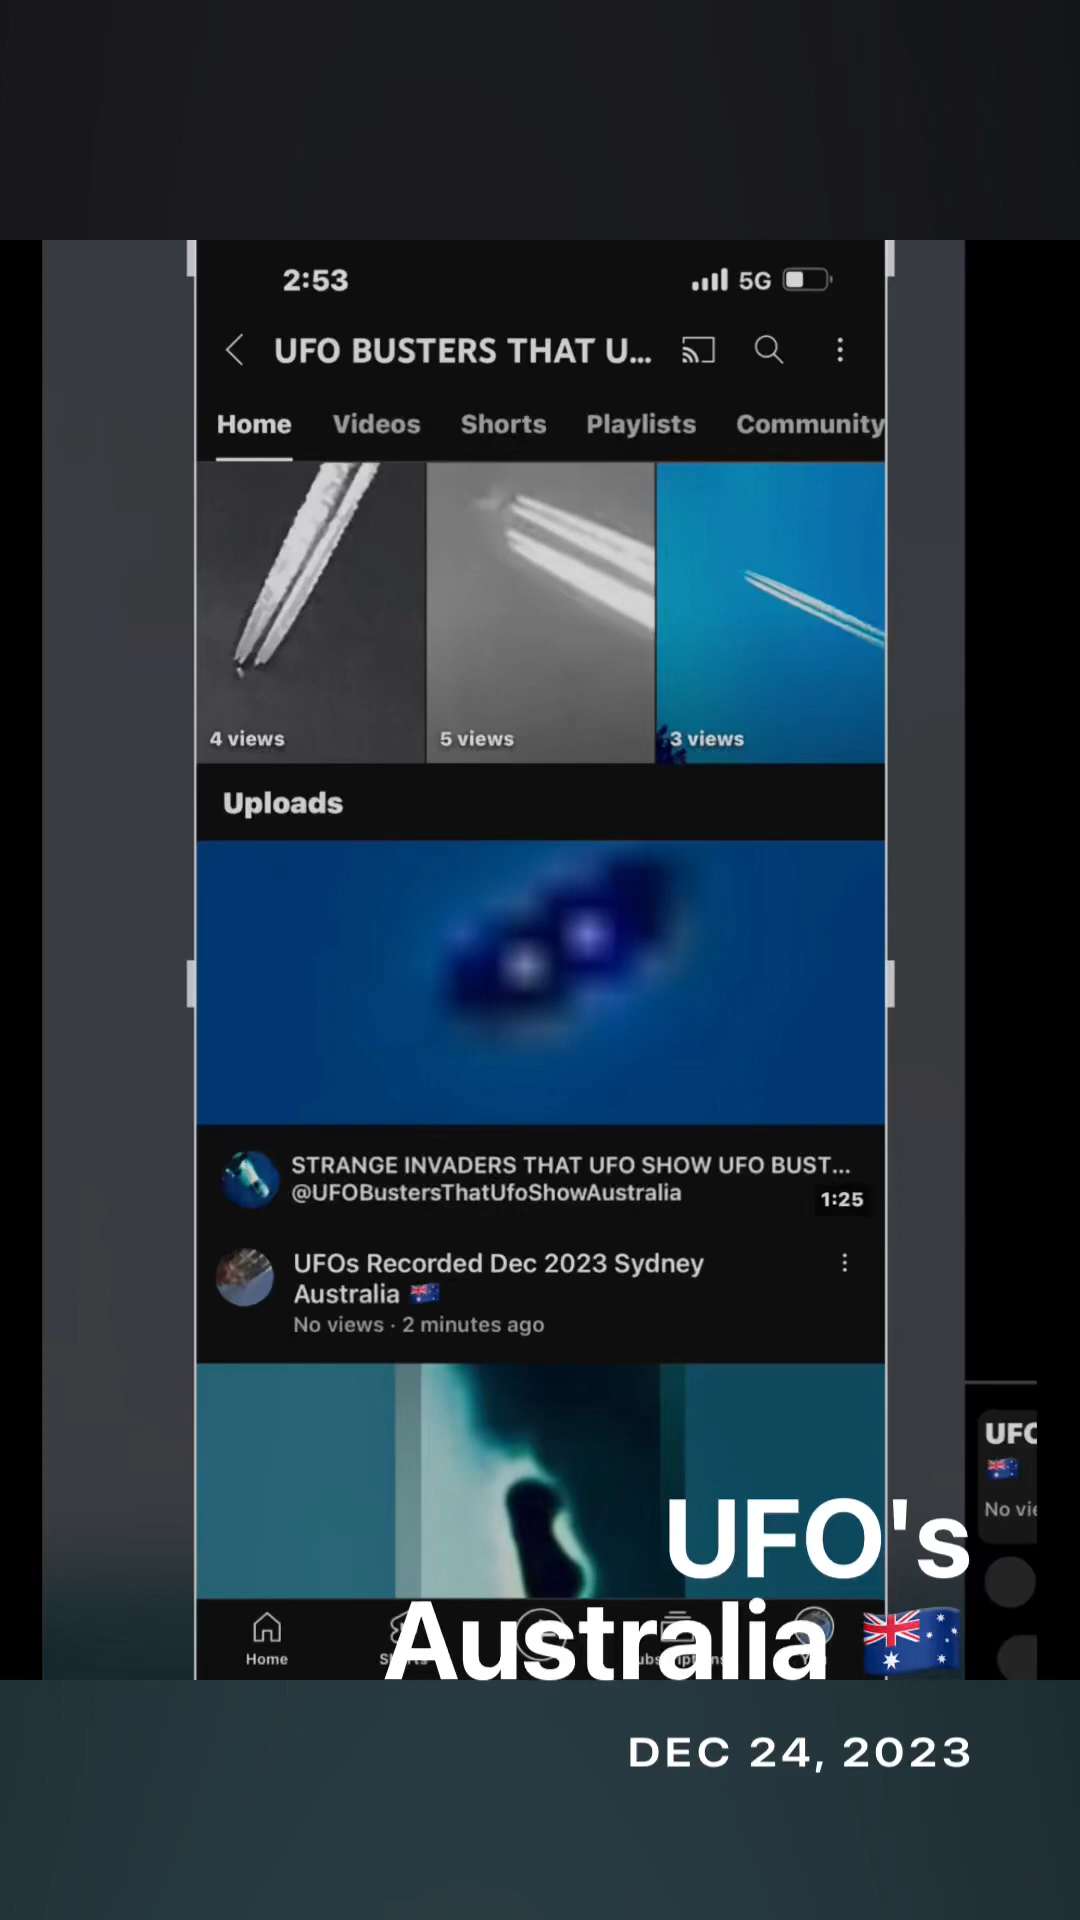 2:53
5G
UFO BUSTERS THAT U...
Home Videos Shorts Playlists Community
4 views
5 views
3 views
Uploads
STRANGE INVADERS THAT UFO SHOW UFO BUST...
@UFOBustersThatUfoShowAustralia
1:25
UFOs Recorded Dec 2023 Sydney
Australia 🇦🇺
No views · 2 minutes ago
UFO's
Australia 🇦🇺
Home
DEC 24, 2023